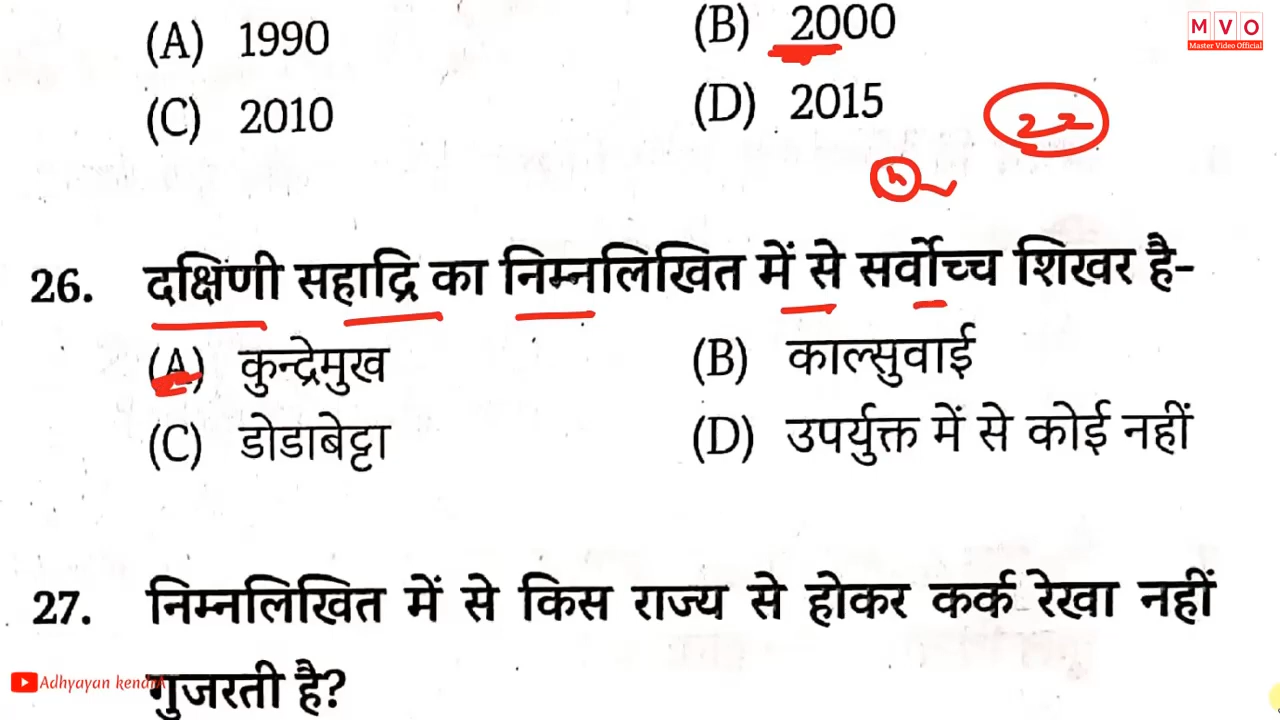 (A) 1990 (B) 2000
M V O
Master Video Official
(C) 2010 (D) 2015
22
26. दक्षिणी सहाद्रि का निम्नलिखित में से सर्वोच्च शिखर है-
(A) कुन्द्रेमुख (B) काल्सुवाई
(C) डोडाबेट्टा (D) उपर्युक्त में से कोई नहीं
27. निम्नलिखित में से किस राज्य से होकर कर्क रेखा नहीं
गुजरती है?
Adhyayan kendra